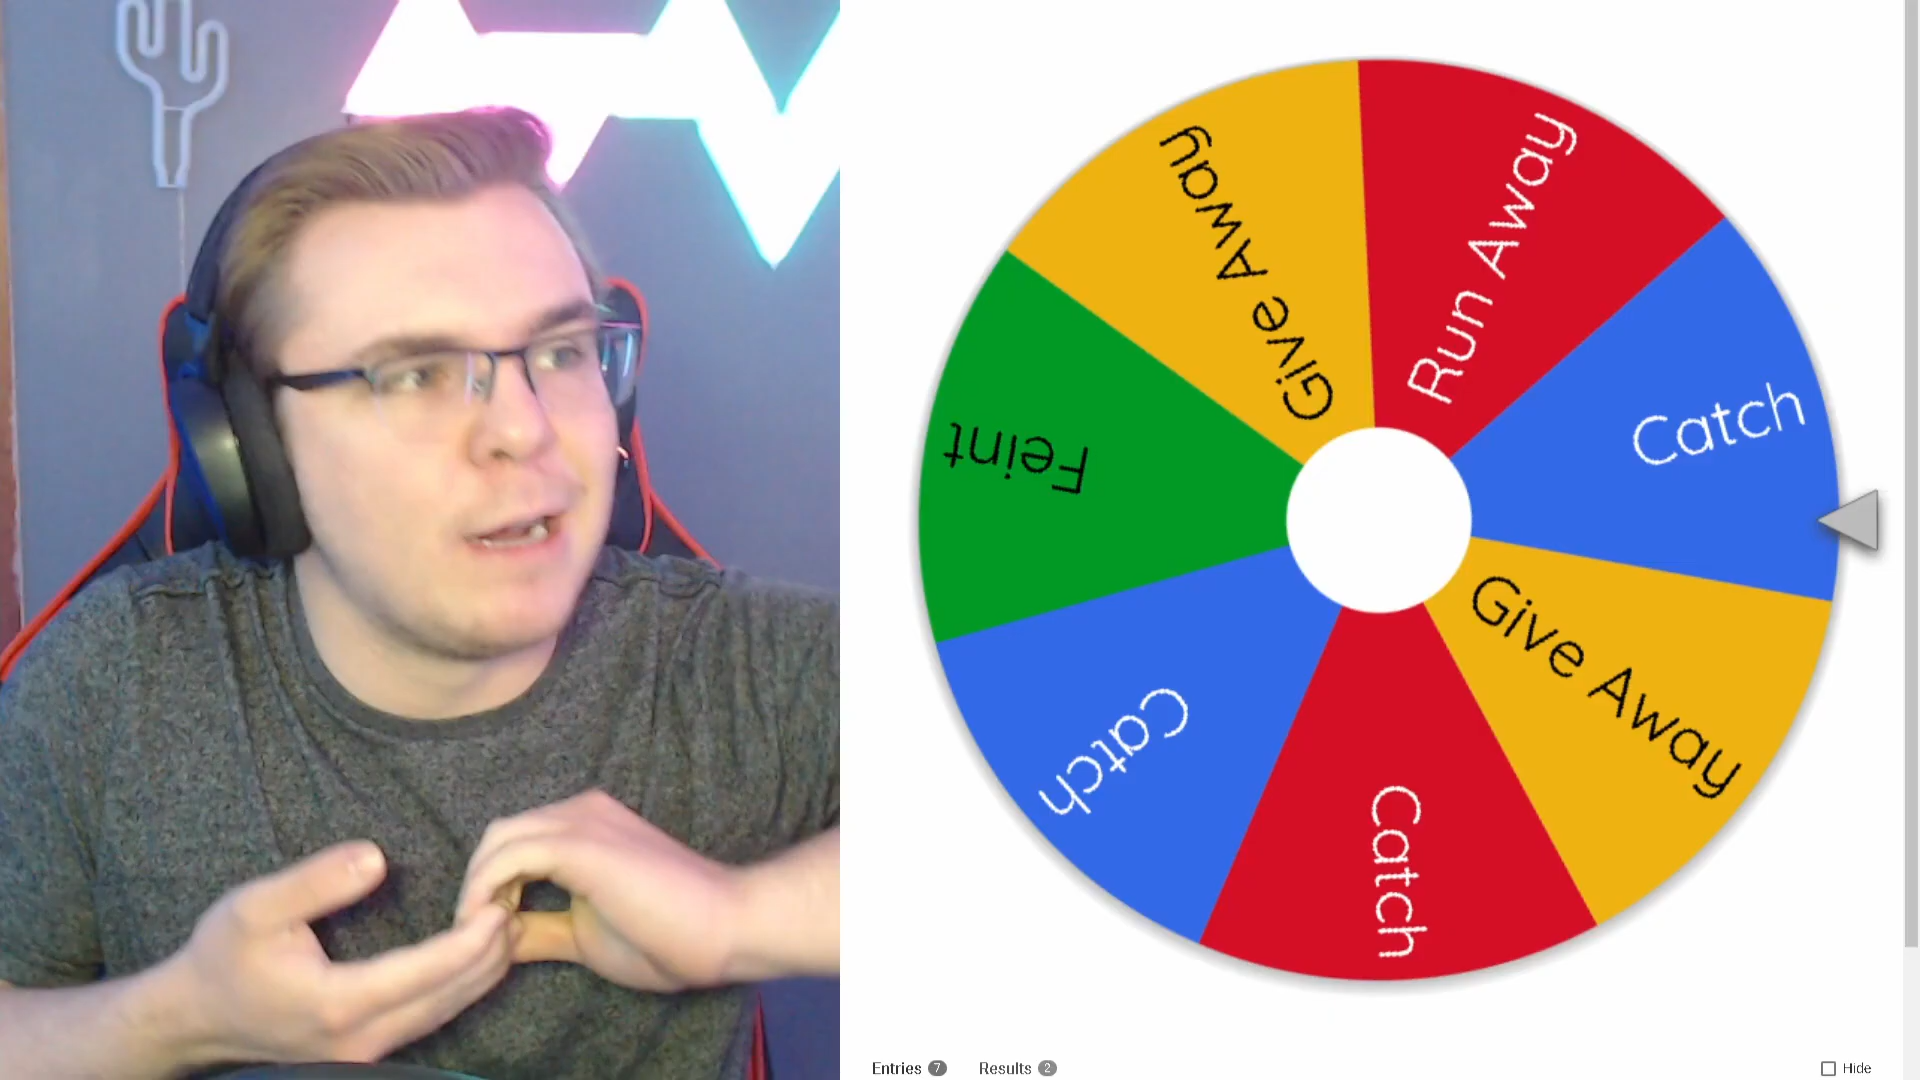 Give Away
Run Away
Catch
Feint
Give Away
Catch
Catch
Entries 7 Results 2 Hide